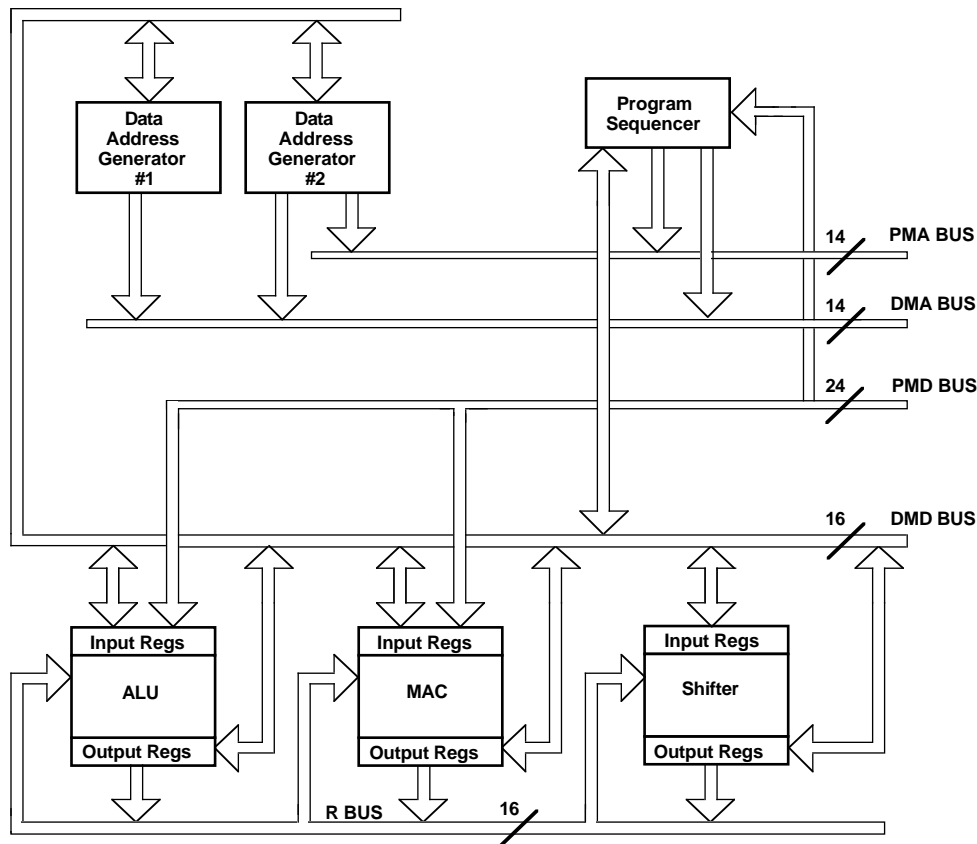 Data
Address
Generator
#1
Data
Address
Generator
#2
Program
Sequencer
14 PMA BUS
14 DMA BUS
24 PMD BUS
16 DMD BUS
Input Regs
ALU
Output Regs
Input Regs
MAC
Output Regs
Input Regs
Shifter
Output Regs
R BUS 16